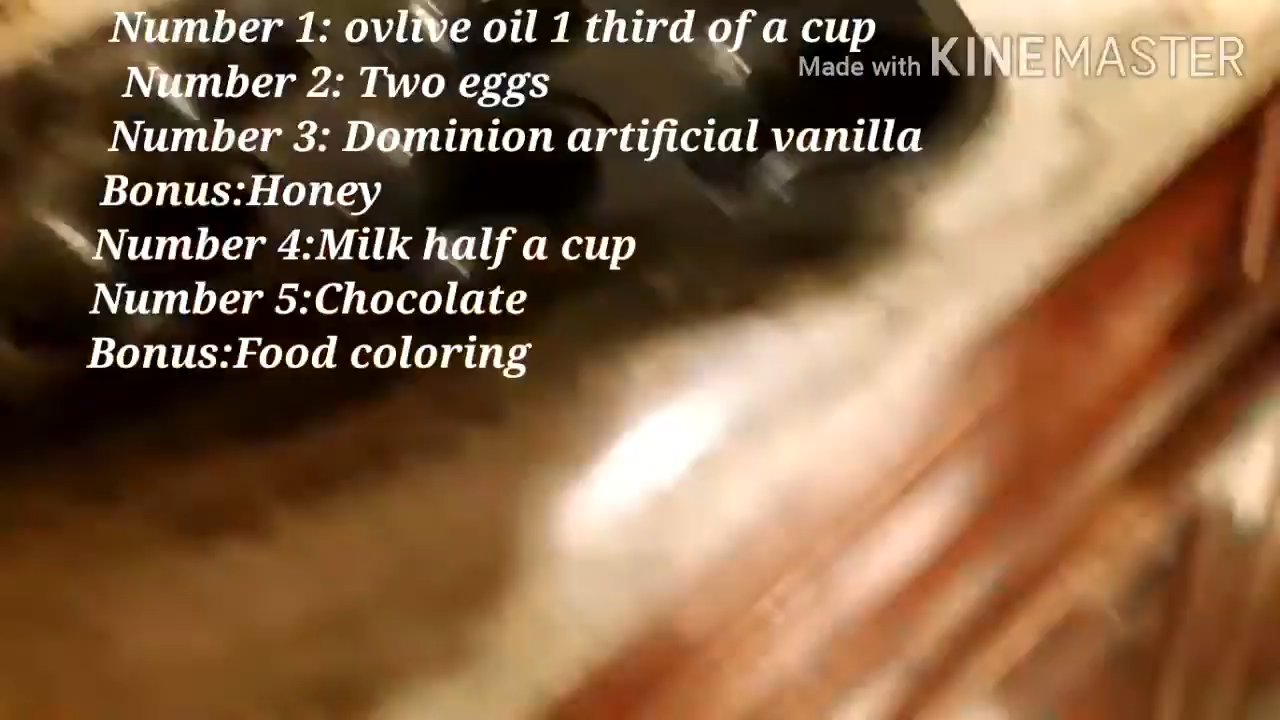 Number 1: ovlive oil 1 third of a cup
Made with KINEMASTER
Number 2: Two eggs
Number 3: Dominion artificial vanilla
Bonus:Honey
Number 4:Milk half a cup
Number 5:Chocolate
Bonus:Food coloring